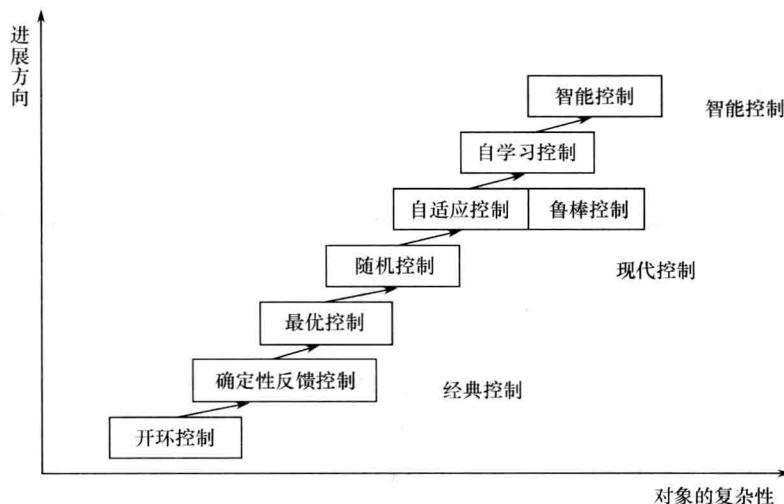 进展方向
智能控制
智能控制
自学习控制
自适应控制 鲁棒控制
随机控制
现代控制
最优控制
确定性反馈控制
经典控制
开环控制
对象的复杂性